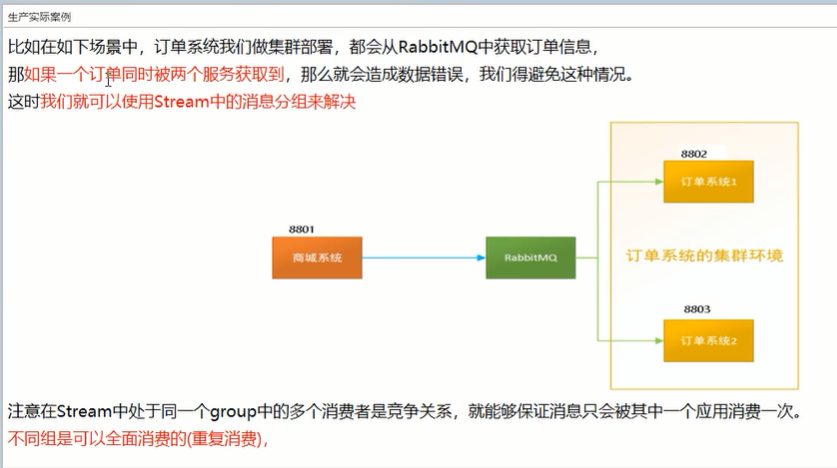 生产实际案例
比如在如下场景中，订单系统我们做集群部署，都会从RabbitMQ中获取订单信息，
那如果一个订单同时被两个服务获取到，那么就会造成数据错误，我们得避免这种情况。
这时我们就可以使用Stream中的消息分组来解决
8802
订单系统1
8801
商城系统
RabbitMQ
订单系统的集群环境
8803
订单系统2
注意在Stream中处于同一个group中的多个消费者是竞争关系，就能够保证消息只会被其中一个应用消费一次。
不同组是可以全面消费的(重复消费)，